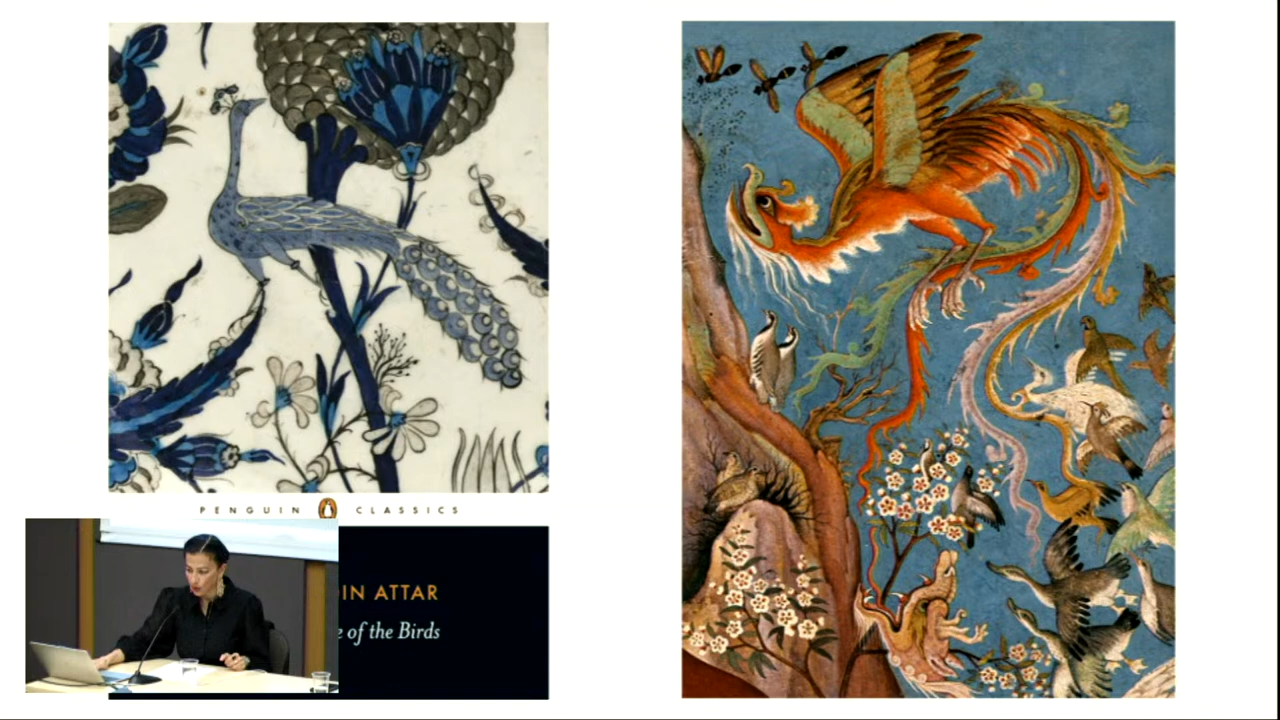 PENGUIN CLASSICS
IN ATTAR
e of the Birds